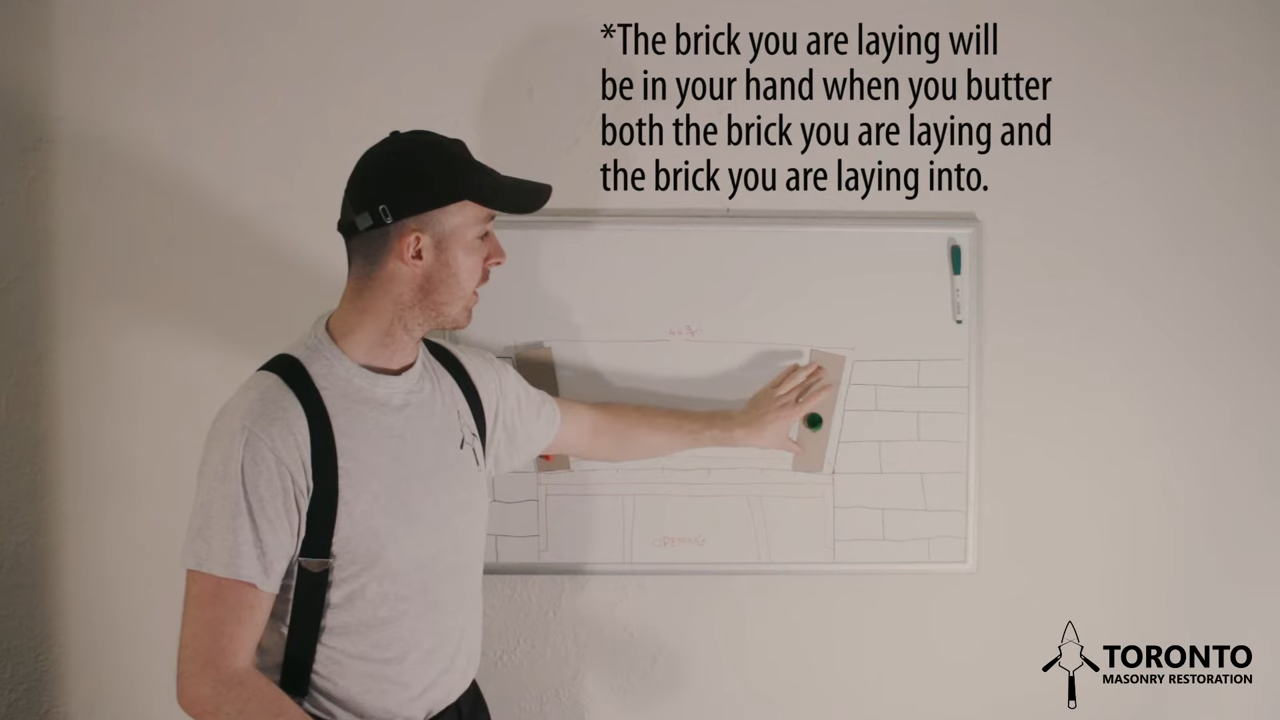 *The brick you are laying will
be in your hand when you butter
both the brick you are laying and
the brick you are laying into.
OPENING
TORONTO
MASONRY RESTORATION